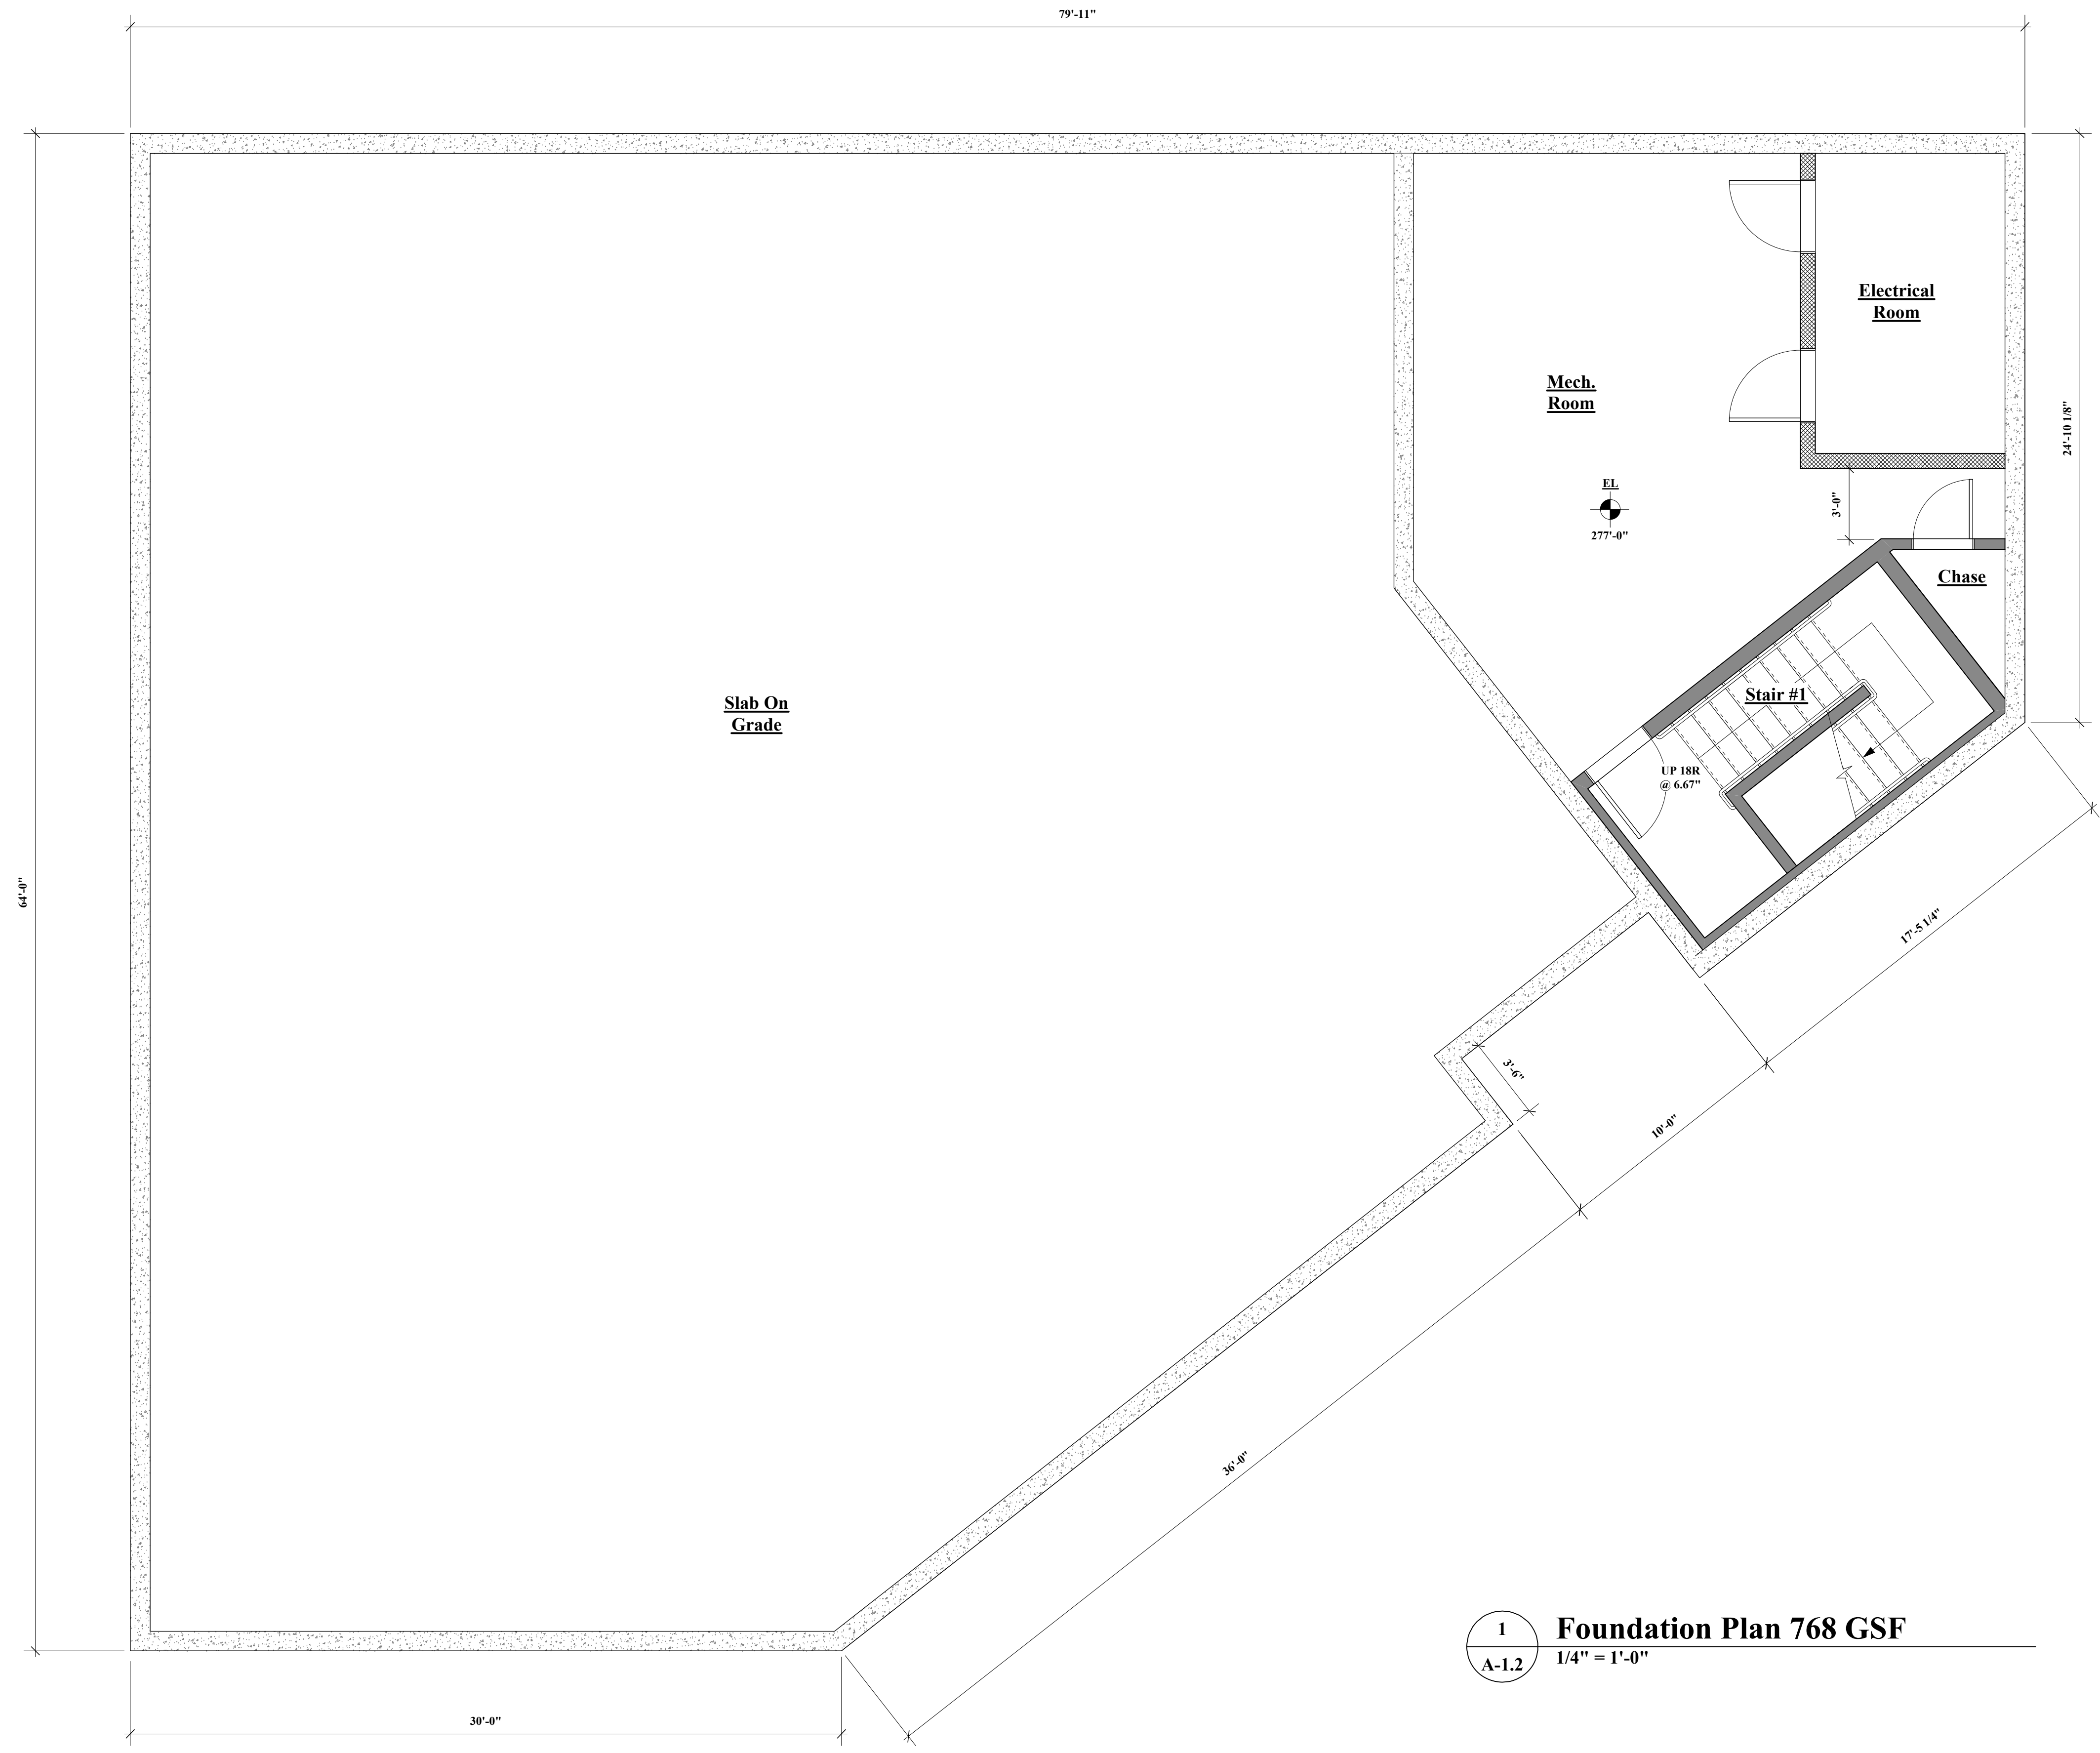 79'-11"
Electrical
Room
Mech.
Room
24'-10 1/8"
EL
277'-0"
3'-0"
Chase
Slab On
Grade
Stair #1
UP 18R
@ 6.67"
64'-0"
17'-5 1/4"
3'-6"
10'-0"
36'-0"
30'-0"
1
A-1.2
Foundation Plan 768 GSF
1/4" = 1'-0"